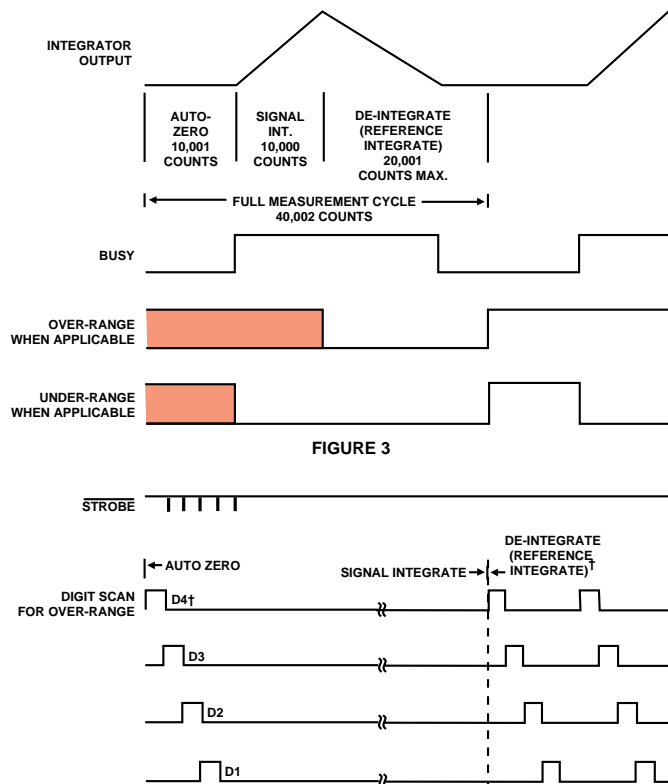 INTEGRATOR
OUTPUT
AUTO-
ZERO
10,001
COUNTS
SIGNAL
INT.
10,000
COUNTS
DE-INTEGRATE
(REFERENCE
INTEGRATE)
20,001
COUNTS MAX.
FULL MEASUREMENT CYCLE
40,002 COUNTS
BUSY
OVER-RANGE
WHEN APPLICABLE
UNDER-RANGE
WHEN APPLICABLE
FIGURE 3
STROBE
AUTO ZERO
SIGNAL INTEGRATE
DE-INTEGRATE
(REFERENCE
INTEGRATE)†
DIGIT SCAN
FOR OVER-RANGE
D4†
D3
D2
D1